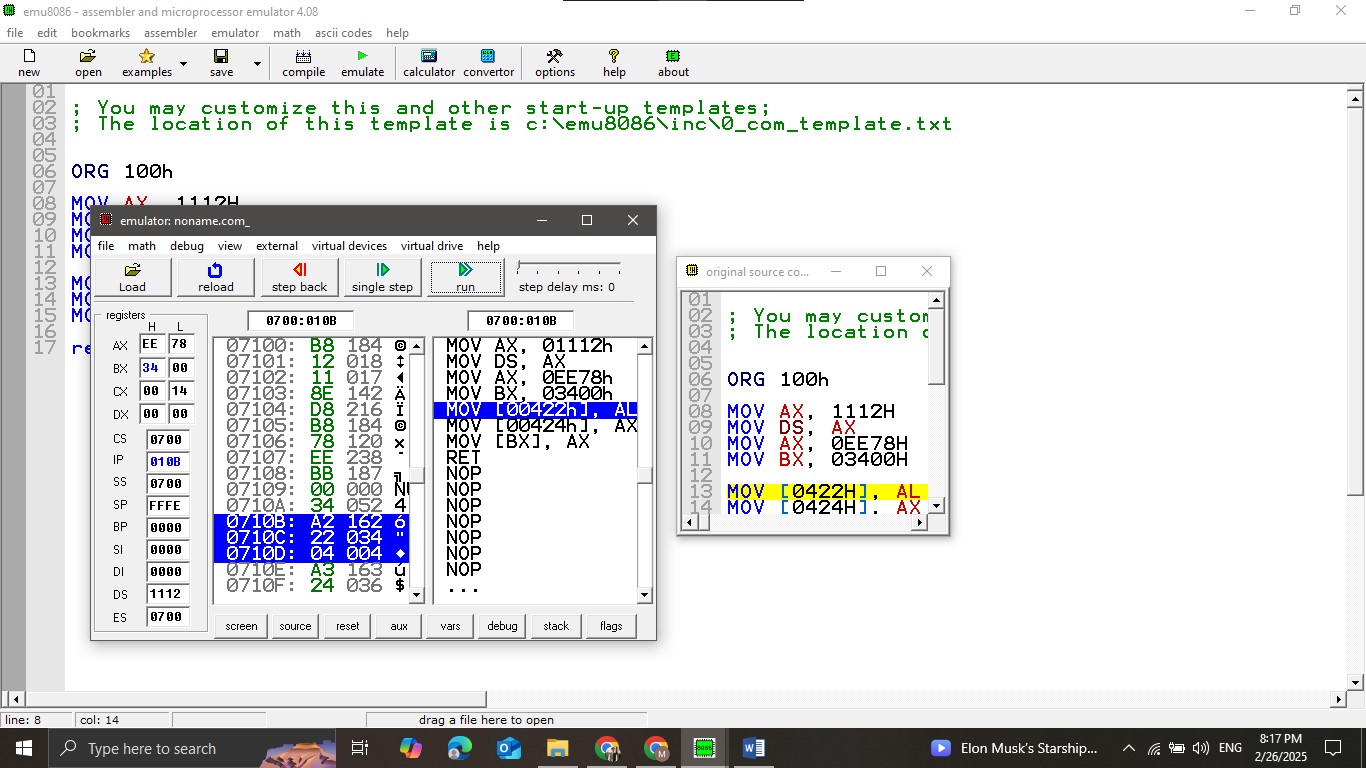 emu8086 - assembler and microprocessor emulator 4.08
file edit bookmarks assembler emulator math ascii codes help
new open examples save compile emulate calculator convertor options help about
01
02 ; You may customize this and other start-up templates;
03 ; The location of this template is c:\emu8086\inc\0_com_template.txt
04
05
06 ORG 100h
07
08 MOV AX, 1112H
09
10
11
12
13
14
15
16
17 re
emulator: noname.com_
file math debug view external virtual devices virtual drive help
Load reload step back single step run step delay ms: 0
registers
H L
AX EE 78
BX 34 00
CX 00 14
DX 00 00
CS 0700
IP 010B
SS 0700
SP FFFE
BP 0000
SI 0000
DI 0000
DS 1112
ES 0700
0700:010B
07100: B8 184
07101: 12 018 ↕
07102: 11 017 ◄
07103: 8E 142 Ä
07104: D8 216 Ï
07105: B8 184
07106: 78 120 x
07107: EE 238
07108: BB 187 ╗
07109: 00 000 NU
0710A: 34 052 4
0710B: A2 162 ó
0710C: 22 034 "
0710D: 04 004 ♦
0710E: A3 163 ú
0710F: 24 036 $
0700:010B
MOV AX, 01112h
MOV DS, AX
MOV AX, 0EE78h
MOV BX, 03400h
MOV [00422h], AL
MOV [00424h], AX
MOV [BX], AX
RET
NOP
NOP
NOP
NOP
NOP
NOP
NOP
...
screen source reset aux vars debug stack flags
original source co...
01
02 ; You may custom
03 ; The location o
04
05
06 ORG 100h
07
08 MOV AX, 1112H
09 MOV DS, AX
10 MOV AX, 0EE78H
11 MOV BX, 03400H
12
13 MOV [0422H], AL
14 MOV [0424H], AX
line: 8 col: 14 drag a file here to open
Type here to search
Elon Musk's Starship...
ENG
8:17 PM
2/26/2025